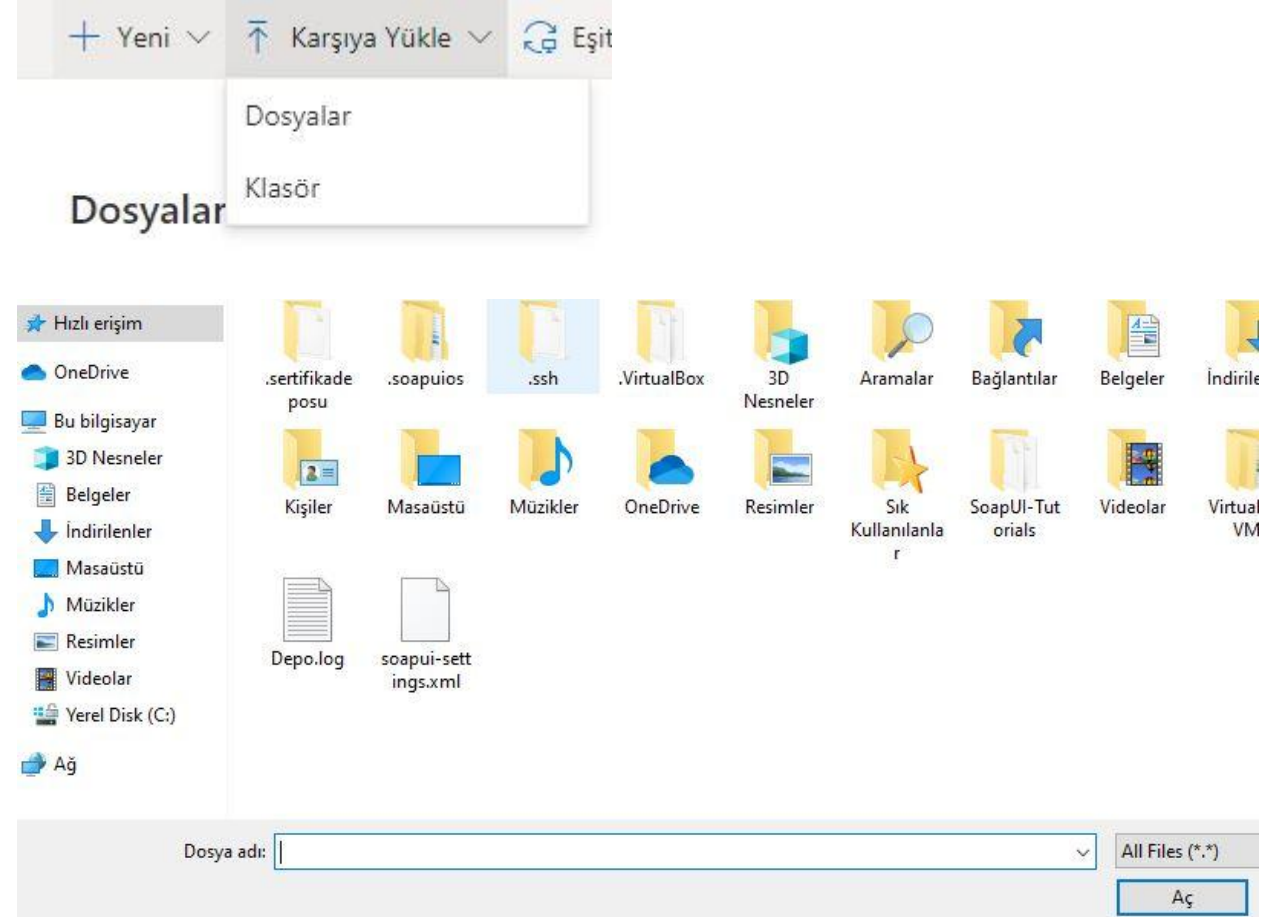 Yeni
Karşıya Yükle
Eşit
Dosyalar
Klasör
Dosyalar
Hızlı erişim
OneDrive
Bu bilgisayar
3D Nesneler
Belgeler
İndirilenler
Masaüstü
Müzikler
Resimler
Videolar
Yerel Disk (C:)
Ağ
.sertifikade
posu
.soapuios
.ssh
.VirtualBox
3D
Nesneler
Aramalar
Bağlantılar
Belgeler
İndirile
Kişiler
Masaüstü
Müzikler
OneDrive
Resimler
Sık
Kullanılanla
r
SoapUI-Tut
orials
Videolar
Virtual
VM
Depo.log
soapui-sett
ings.xml
Dosya adı:
All Files (*.*)
Aç